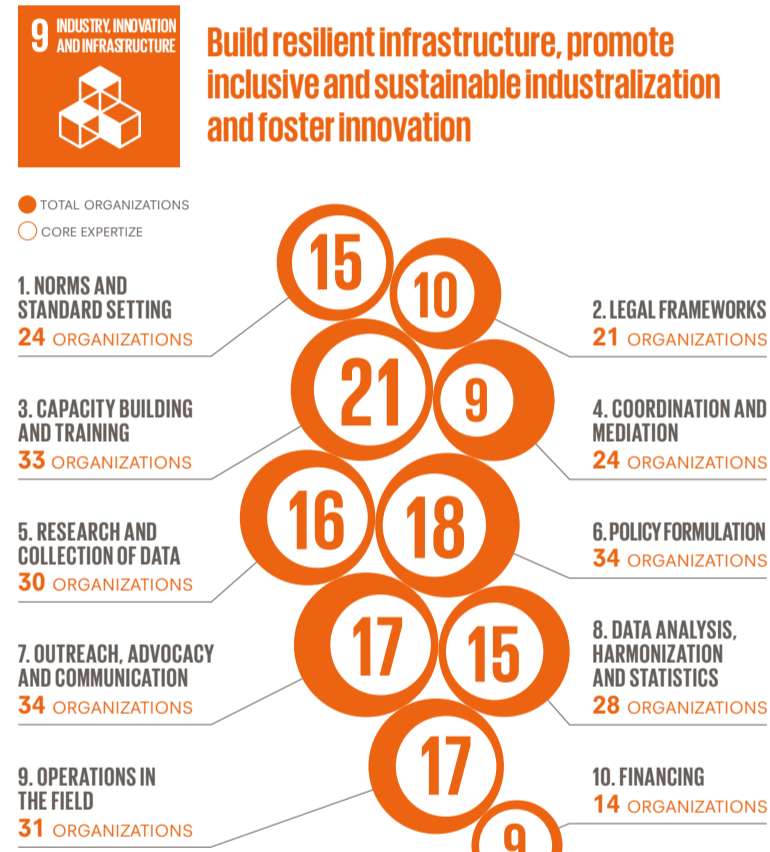 9 INDUSTRY, INNOVATION
AND INFRASTRUCTURE
Build resilient infrastructure, promote
inclusive and sustainable industralization
and foster innovation
TOTAL ORGANIZATIONS
CORE EXPERTIZE
15
10
1. NORMS AND
STANDARD SETTING
24 ORGANIZATIONS
2. LEGAL FRAMEWORKS
21 ORGANIZATIONS
21
9
3. CAPACITY BUILDING
AND TRAINING
33 ORGANIZATIONS
4. COORDINATION AND
MEDIATION
24 ORGANIZATIONS
16
18
5. RESEARCH AND
COLLECTION OF DATA
30 ORGANIZATIONS
6. POLICY FORMULATION
34 ORGANIZATIONS
17
15
7. OUTREACH, ADVOCACY
AND COMMUNICATION
34 ORGANIZATIONS
8. DATA ANALYSIS,
HARMONIZATION
AND STATISTICS
28 ORGANIZATIONS
17
9. OPERATIONS IN
THE FIELD
31 ORGANIZATIONS
10. FINANCING
14 ORGANIZATIONS
9